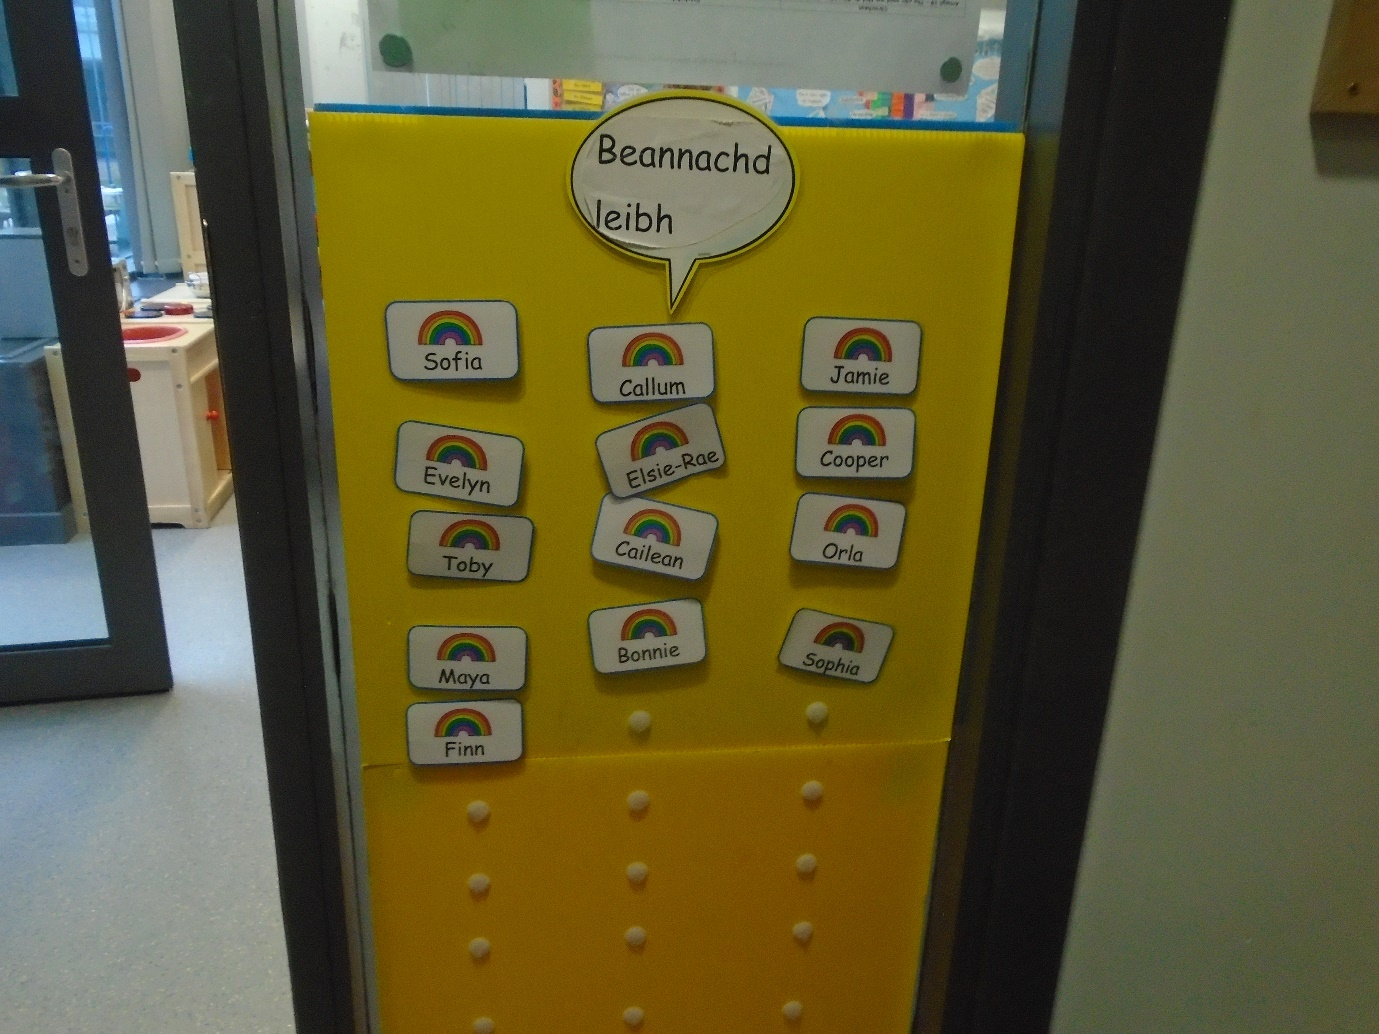 Beannachd
leibh
Sofia
Callum
Jamie
Evelyn
Elsie-Rae
Cooper
Toby
Cailean
Orla
Maya
Bonnie
Sophia
Finn